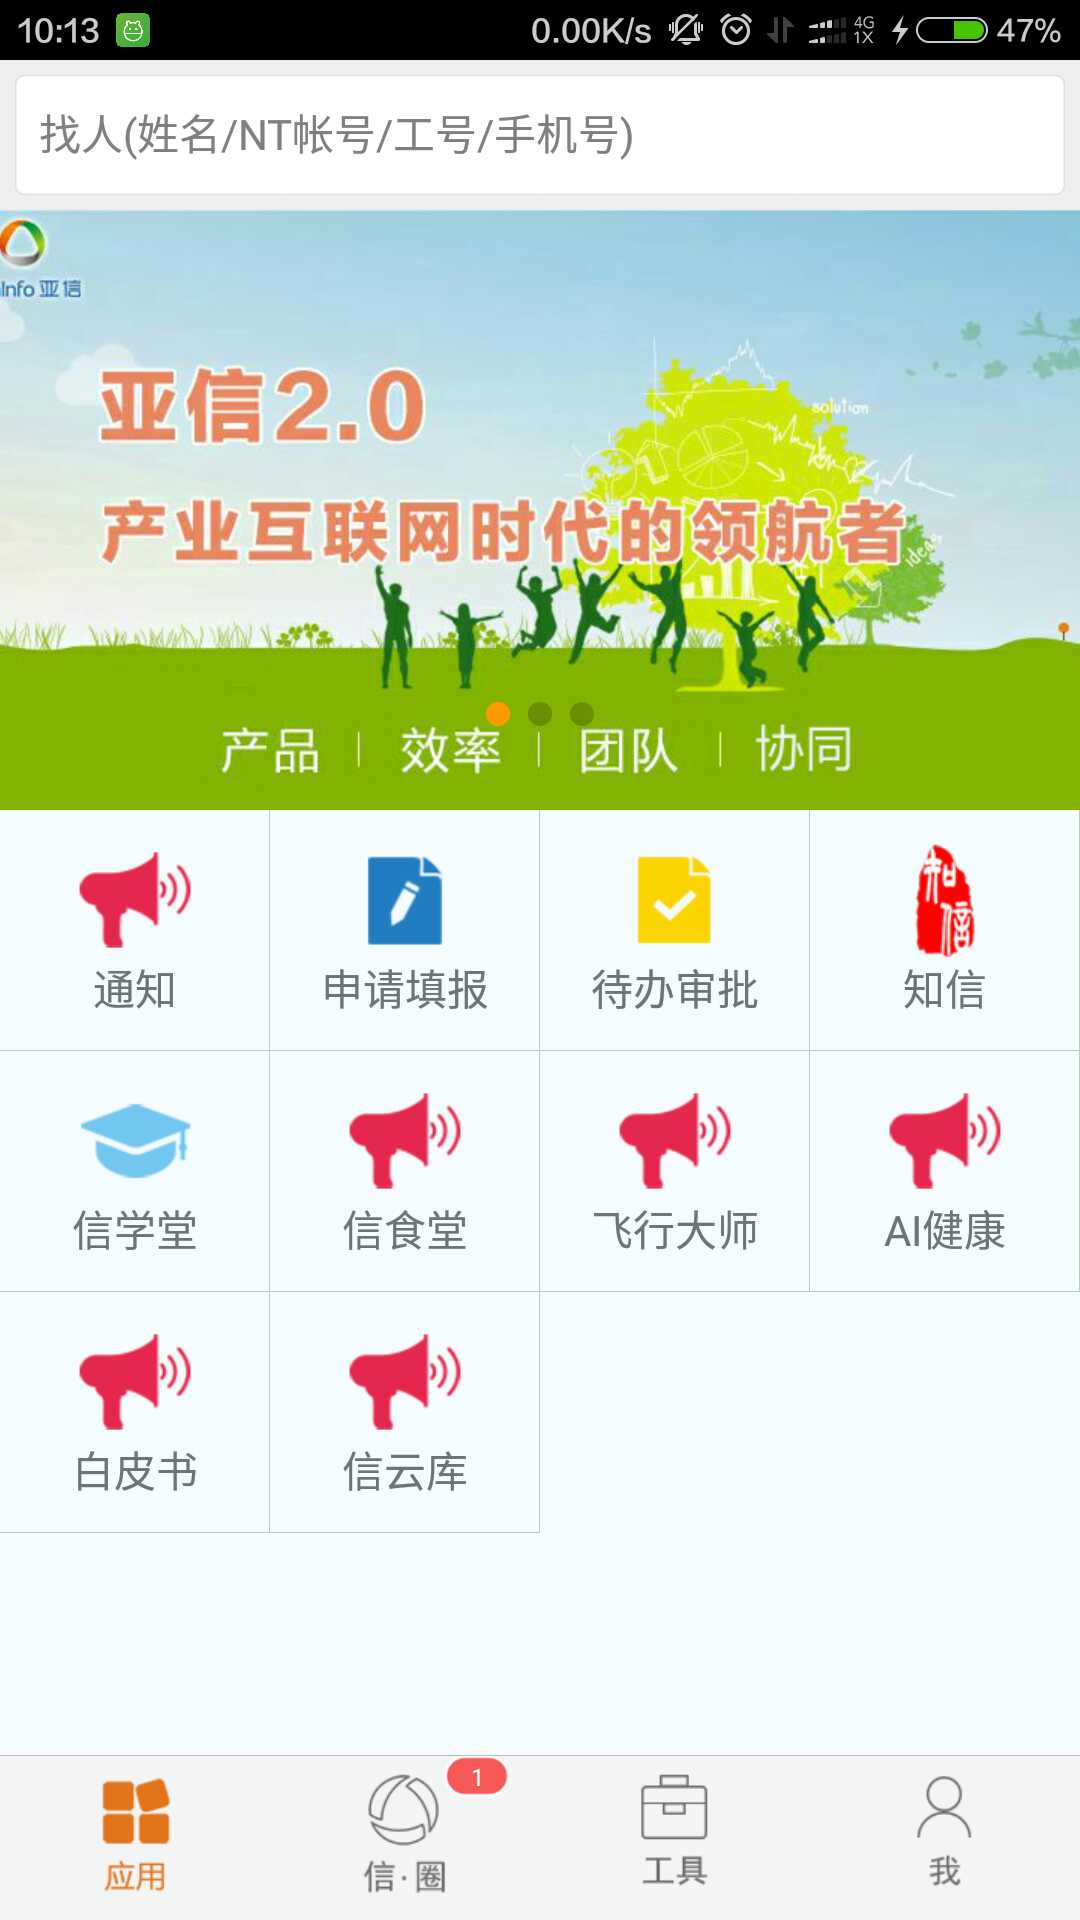 10:13 0.00K/s 4G 1X 47%
找人(姓名/NT帐号/工号/手机号)
Info 亚信
亚信2.0
solution
产业互联网时代的领航者
ideas
产品 | 效率 | 团队 | 协同
通知 申请填报 待办审批 知信
知信
信学堂 信食堂 飞行大师 AI健康
白皮书 信云库
1
应用 信·圈 工具 我